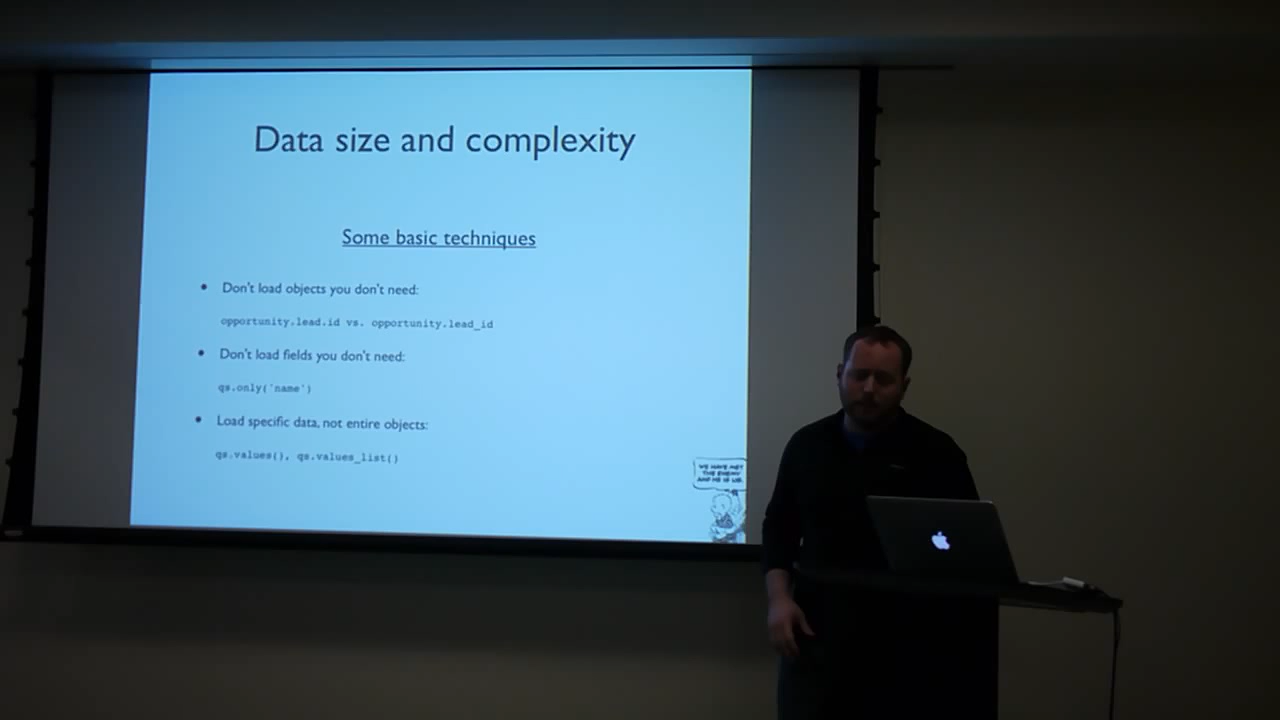 Data size and complexity
Some basic techniques
• Don't load objects you don't need:
opportunity.lead.id vs. opportunity.lead_id
• Don't load fields you don't need:
qs.only('name')
• Load specific data, not entire objects:
qs.values(), qs.values_list()
WE HAVE MET
THE ENEMY
AND HE IS US.